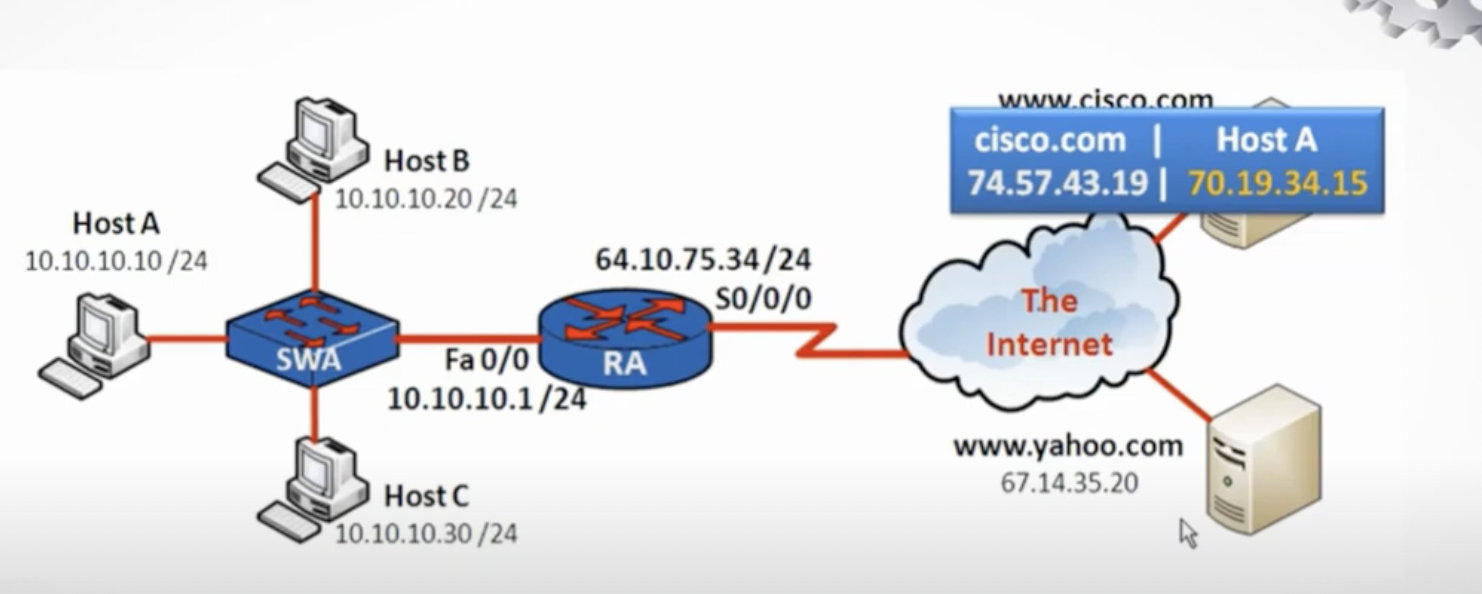 www.cisco.com
cisco.com | Host A
74.57.43.19 | 70.19.34.15
Host B
10.10.10.20 /24
Host A
10.10.10.10 /24
64.10.75.34 /24
S0/0/0
The
Internet
SWA
Fa 0/0
RA
10.10.10.1 /24
www.yahoo.com
67.14.35.20
Host C
10.10.10.30 /24